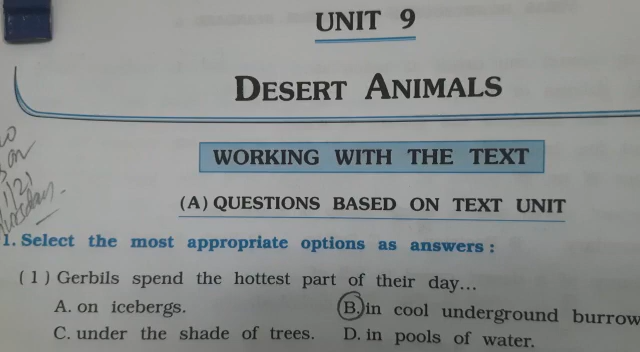 UNIT 9
DESERT ANIMALS
WORKING WITH THE TEXT
(A) QUESTIONS BASED ON TEXT UNIT
1. Select the most appropriate options as answers :
(1) Gerbils spend the hottest part of their day...
A. on icebergs. B. in cool underground burrow
C. under the shade of trees. D. in pools of water.